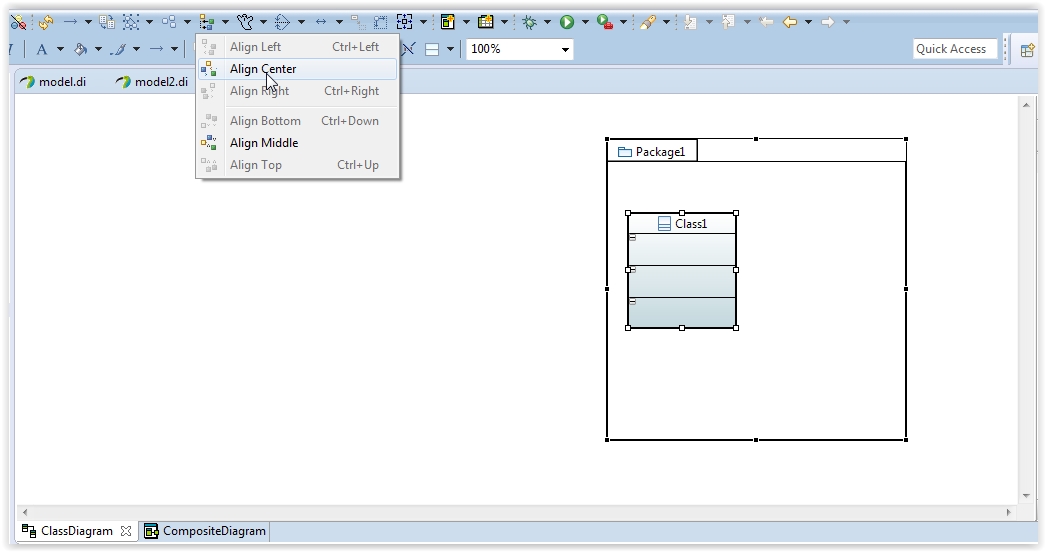 I A
100%
Quick Access
model.di model2.di
Align Left Ctrl+Left
Align Center
Align Right Ctrl+Right
Align Bottom Ctrl+Down
Align Middle
Align Top Ctrl+Up
Package1
Class1
ClassDiagram CompositeDiagram